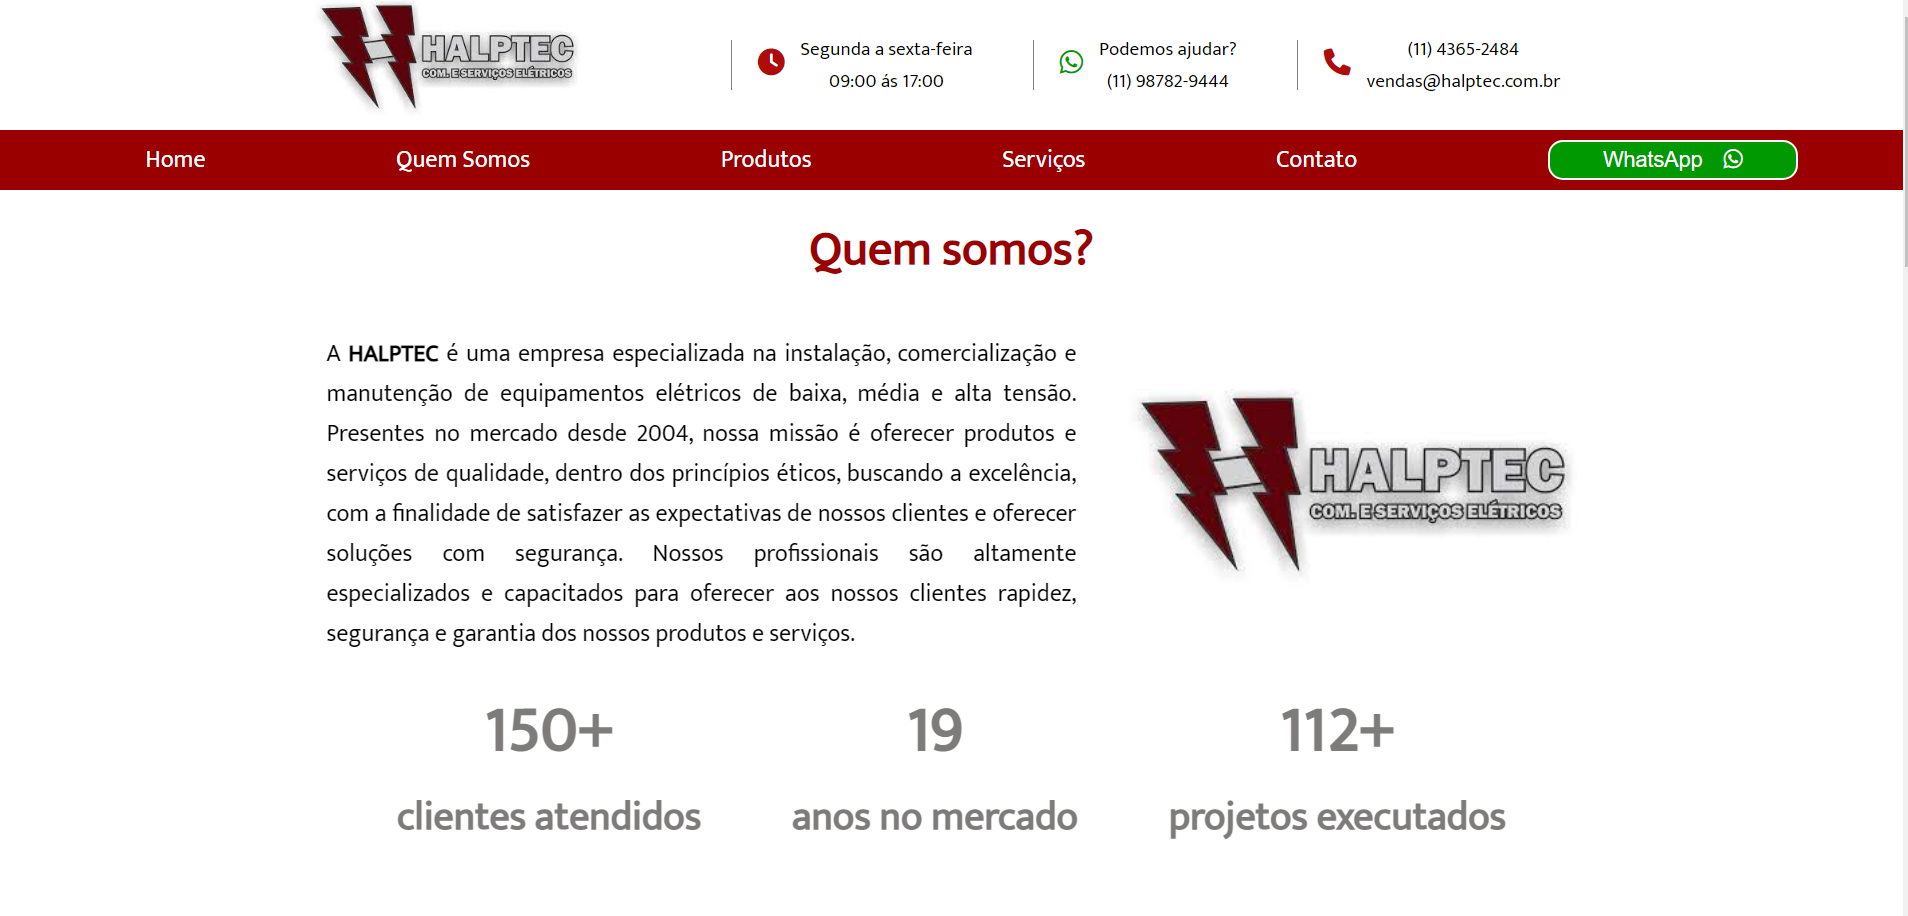 HALPTEC
COM. E SERVIÇOS ELÉTRICOS
Segunda a sexta-feira
09:00 ás 17:00
Podemos ajudar?
(11) 98782-9444
(11) 4365-2484
vendas@halptec.com.br
Home
Quem Somos
Produtos
Serviços
Contato
WhatsApp
Quem somos?
A HALPTEC é uma empresa especializada na instalação, comercialização e
manutenção de equipamentos elétricos de baixa, média e alta tensão.
Presentes no mercado desde 2004, nossa missão é oferecer produtos e
serviços de qualidade, dentro dos princípios éticos, buscando a excelência,
com a finalidade de satisfazer as expectativas de nossos clientes e oferecer
soluções com segurança. Nossos profissionais são altamente
especializados e capacitados para oferecer aos nossos clientes rapidez,
segurança e garantia dos nossos produtos e serviços.
HALPTEC
COM. E SERVIÇOS ELÉTRICOS
150+
clientes atendidos
19
anos no mercado
112+
projetos executados